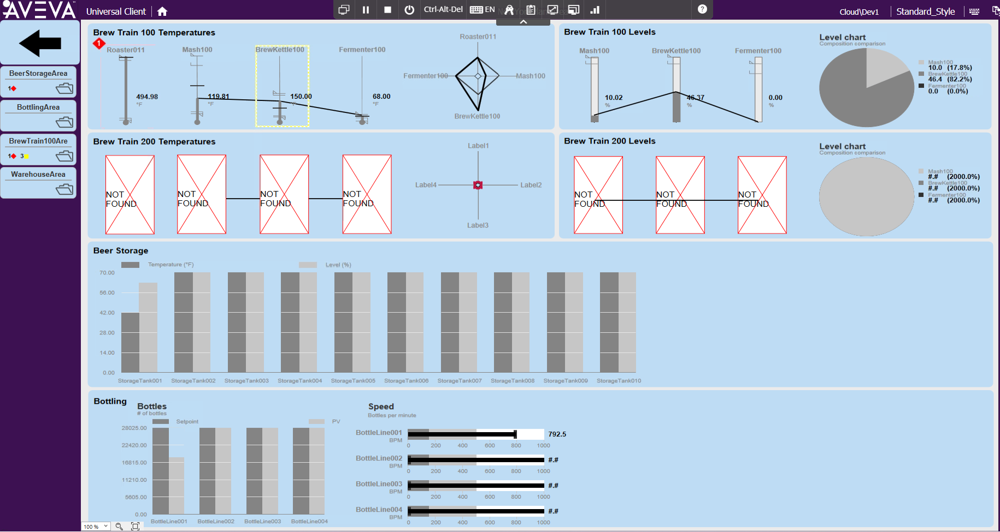 AVEVA
Universal Client
Ctrl-Alt-Del
EN
?
Cloud\Dev1
Standard_Style
BeerStorageArea
1
BottlingArea
BrewTrain100Are
1 3
WarehouseArea
Brew Train 100 Temperatures
1
Roaster011
Mash100
BrewKettle100
Fermenter100
494.98
°F
119.81
°F
150.00
°F
68.00
°F
Roaster011
Fermenter100
Mash100
BrewKettle100
Brew Train 100 Levels
Mash100
BrewKettle100
Fermenter100
10.02
%
46.37
%
0.00
%
Level chart
Composition comparison
Mash100
10.0 (17.8%)
BrewKettle100
46.4 (82.2%)
Fermenter100
0.0 (0.0%)
Brew Train 200 Temperatures
NOT
FOUND
NOT
FOUND
NOT
FOUND
NOT
FOUND
Label1
Label4
Label2
Label3
Brew Train 200 Levels
NOT
FOUND
NOT
FOUND
NOT
FOUND
Level chart
Composition comparison
Mash100
#.# (2000.0%)
BrewKettle100
#.# (2000.0%)
Fermenter100
#.# (2000.0%)
Beer Storage
Temperature (°F)
Level (%)
70.00
56.00
42.00
28.00
14.00
0.00
StorageTank001
StorageTank002
StorageTank003
StorageTank004
StorageTank005
StorageTank006
StorageTank007
StorageTank008
StorageTank009
StorageTank010
Bottling
Bottles
# of bottles
Setpoint
PV
28025.00
22420.00
16815.00
11210.00
5605.00
0.00
BottleLine001
BottleLine002
BottleLine003
BottleLine004
Speed
Bottles per minute
BottleLine001
BPM
792.5
0 200 400 600 800 1000
BottleLine002
BPM
#.#
0 200 400 600 800 1000
BottleLine003
BPM
#.#
0 200 400 600 800 1000
BottleLine004
BPM
#.#
0 200 400 600 800 1000
100 %